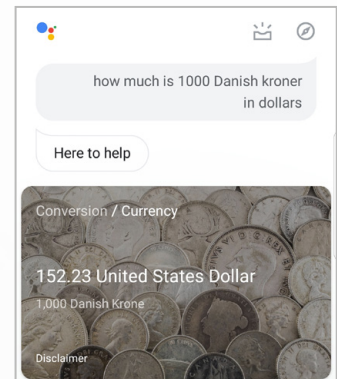 how much is 1000 Danish kroner
in dollars
Here to help
Conversion / Currency
152.23 United States Dollar
1,000 Danish Krone
Disclaimer